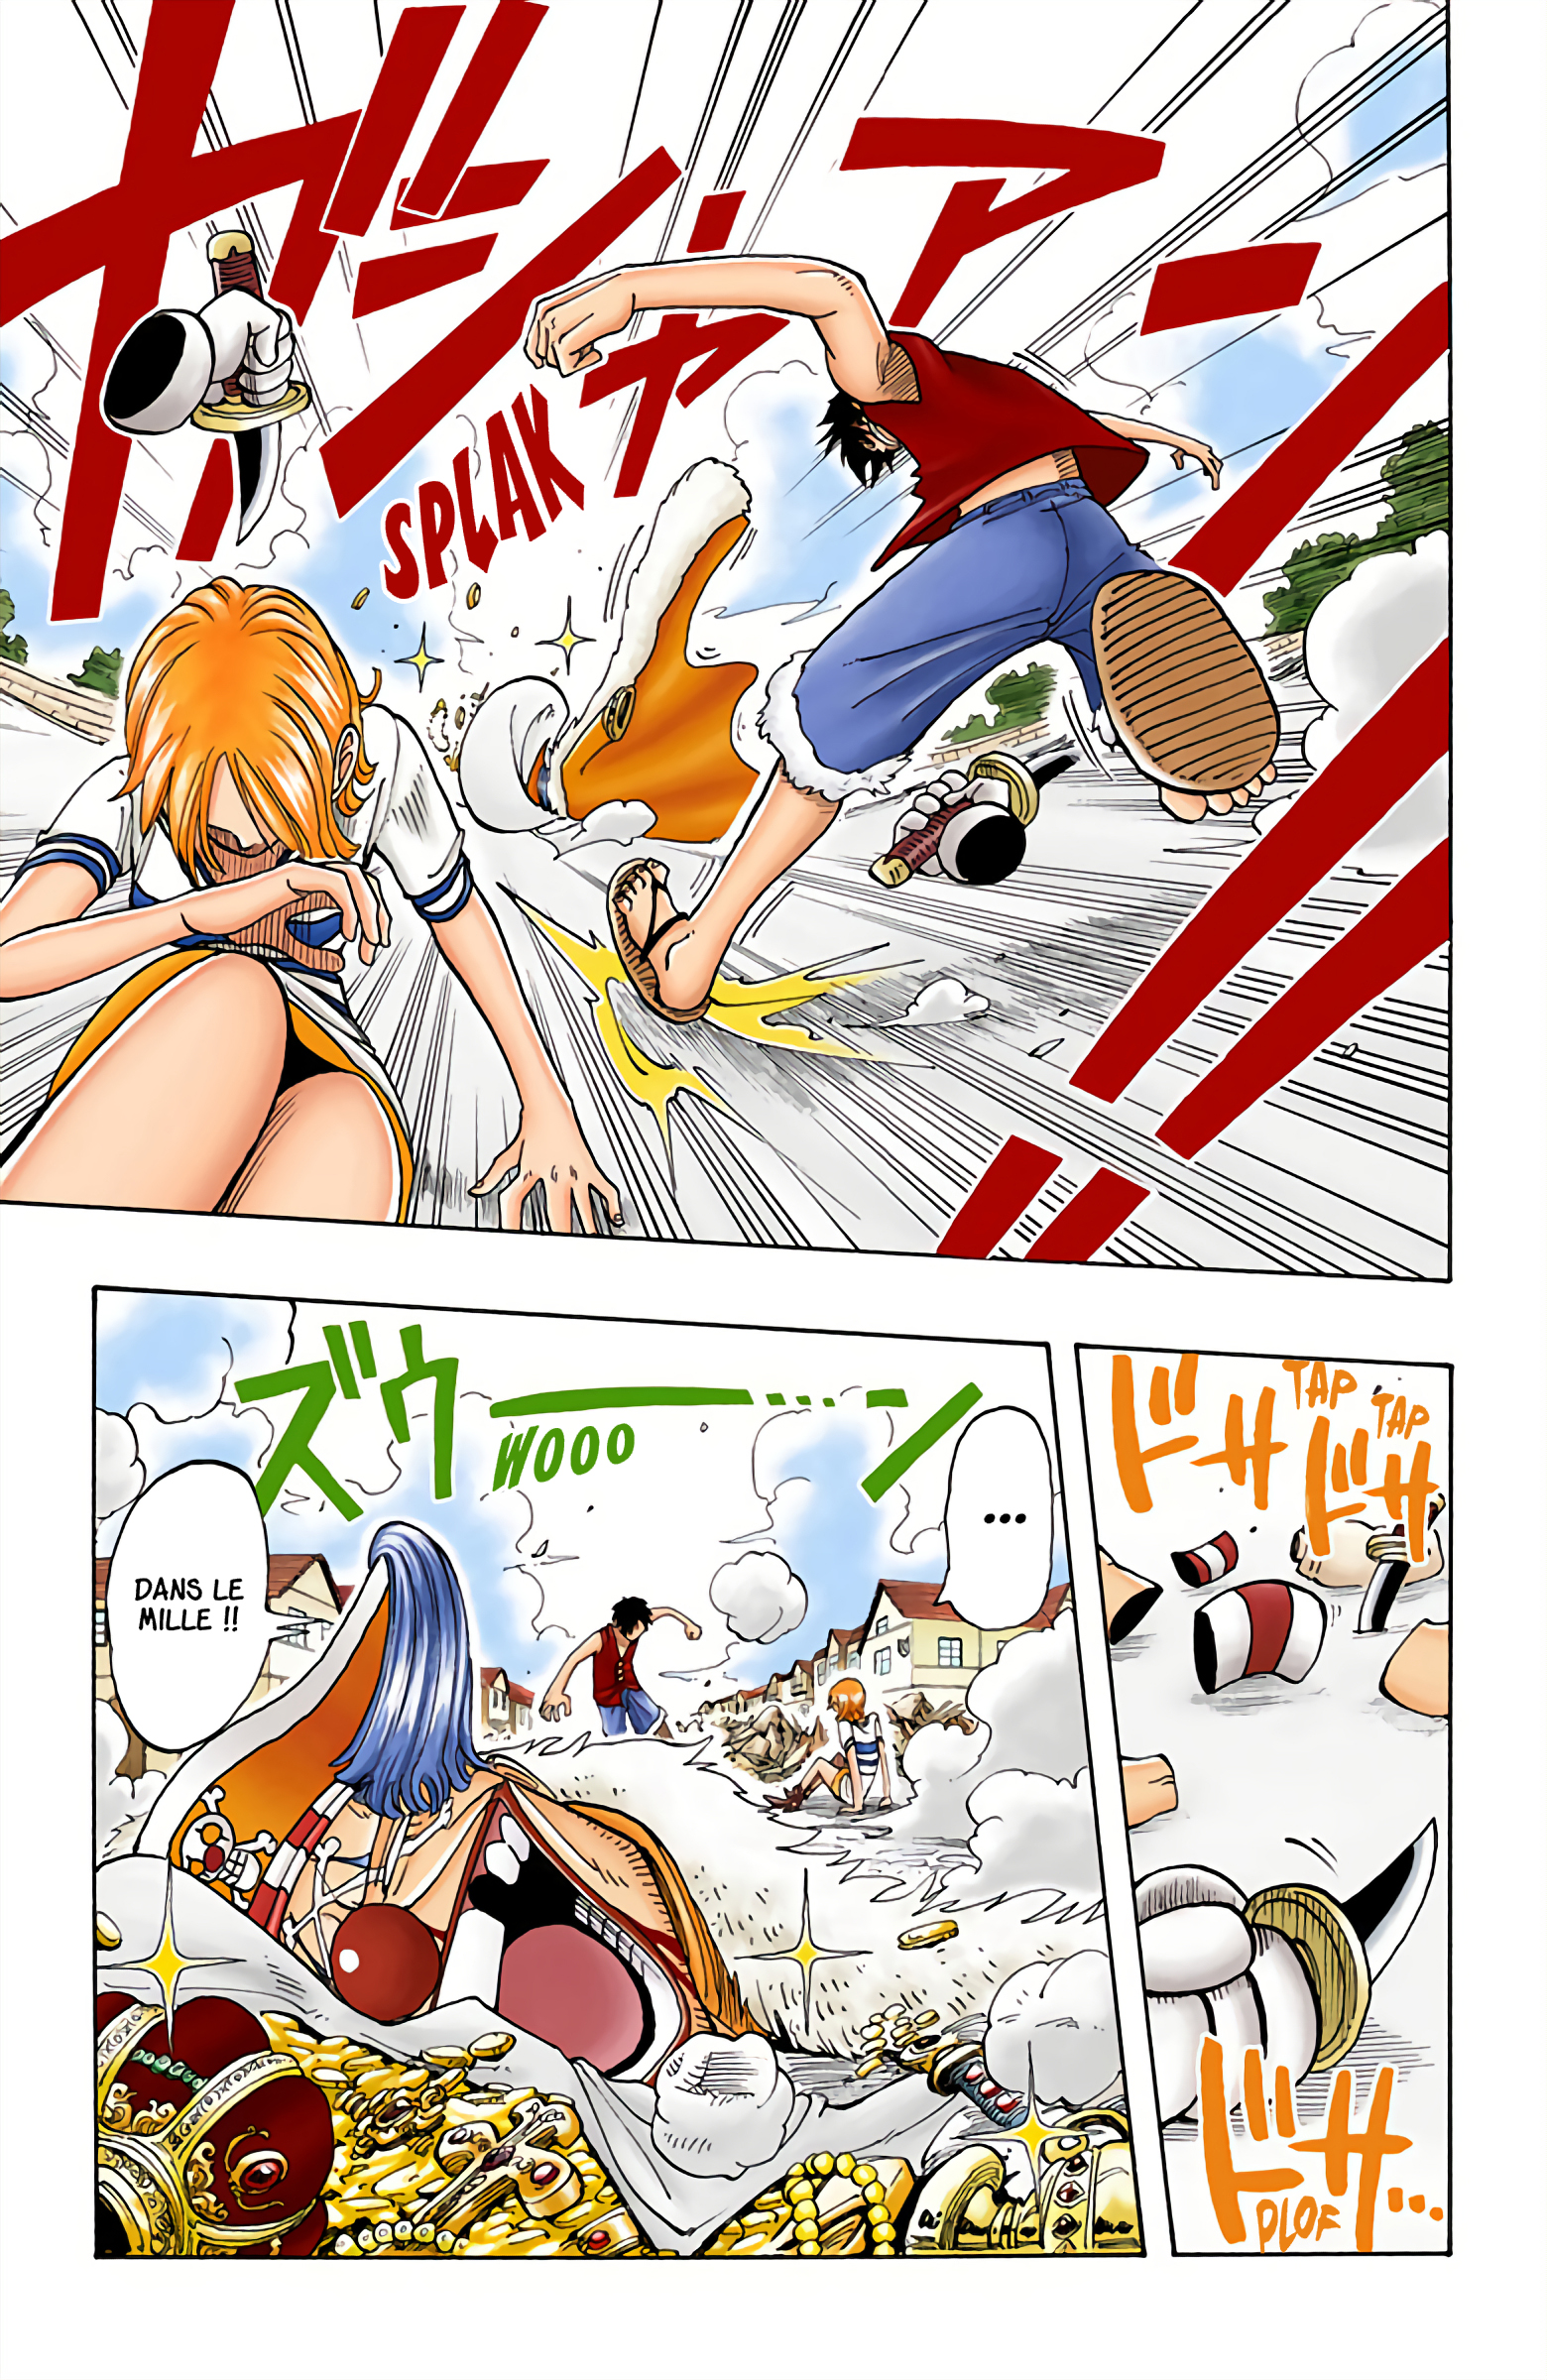 ガシャアーン!!
SPLAK
ドサ
TAP
TAP
ドサ
ドサ...
PLOF
ズウー...ーン
WOOO
...
DANS LE
MILLE !!